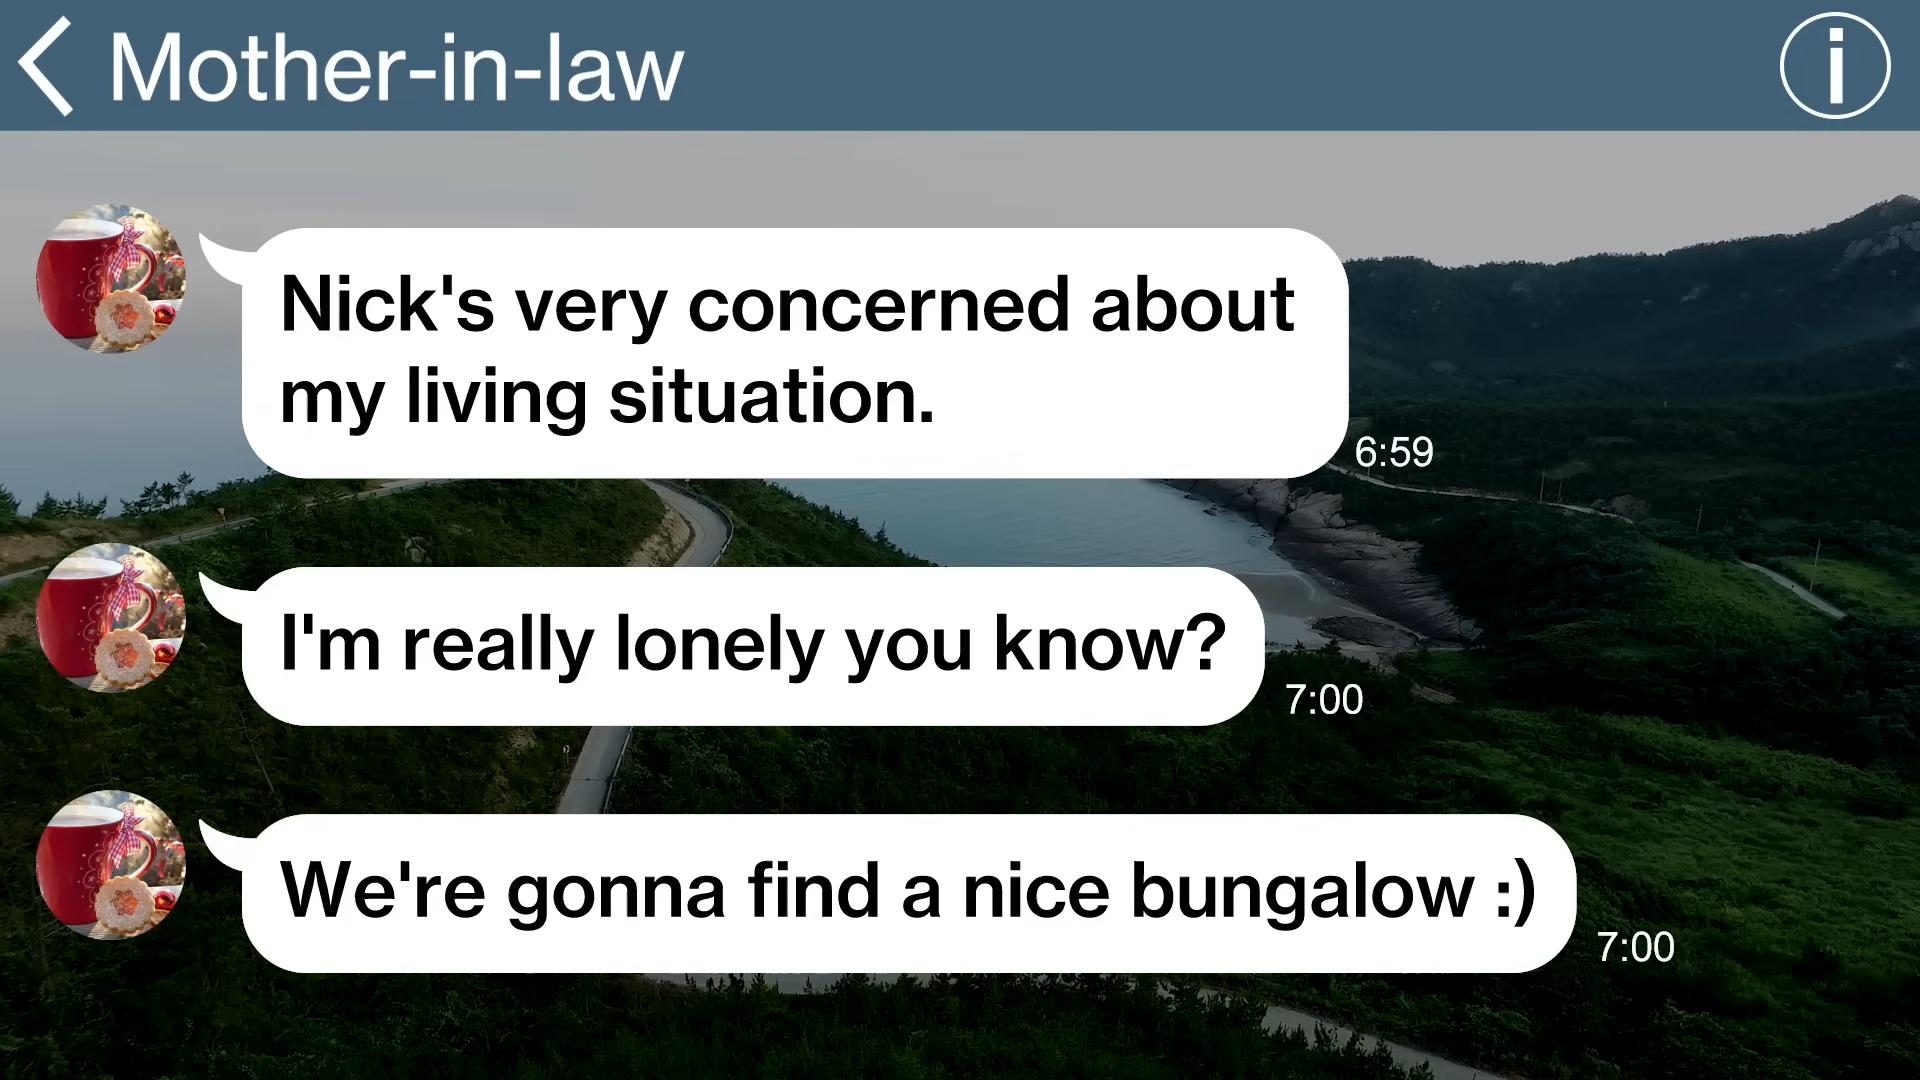 Mother-in-law
Nick's very concerned about
my living situation.
6:59
I'm really lonely you know?
7:00
We're gonna find a nice bungalow :)
7:00